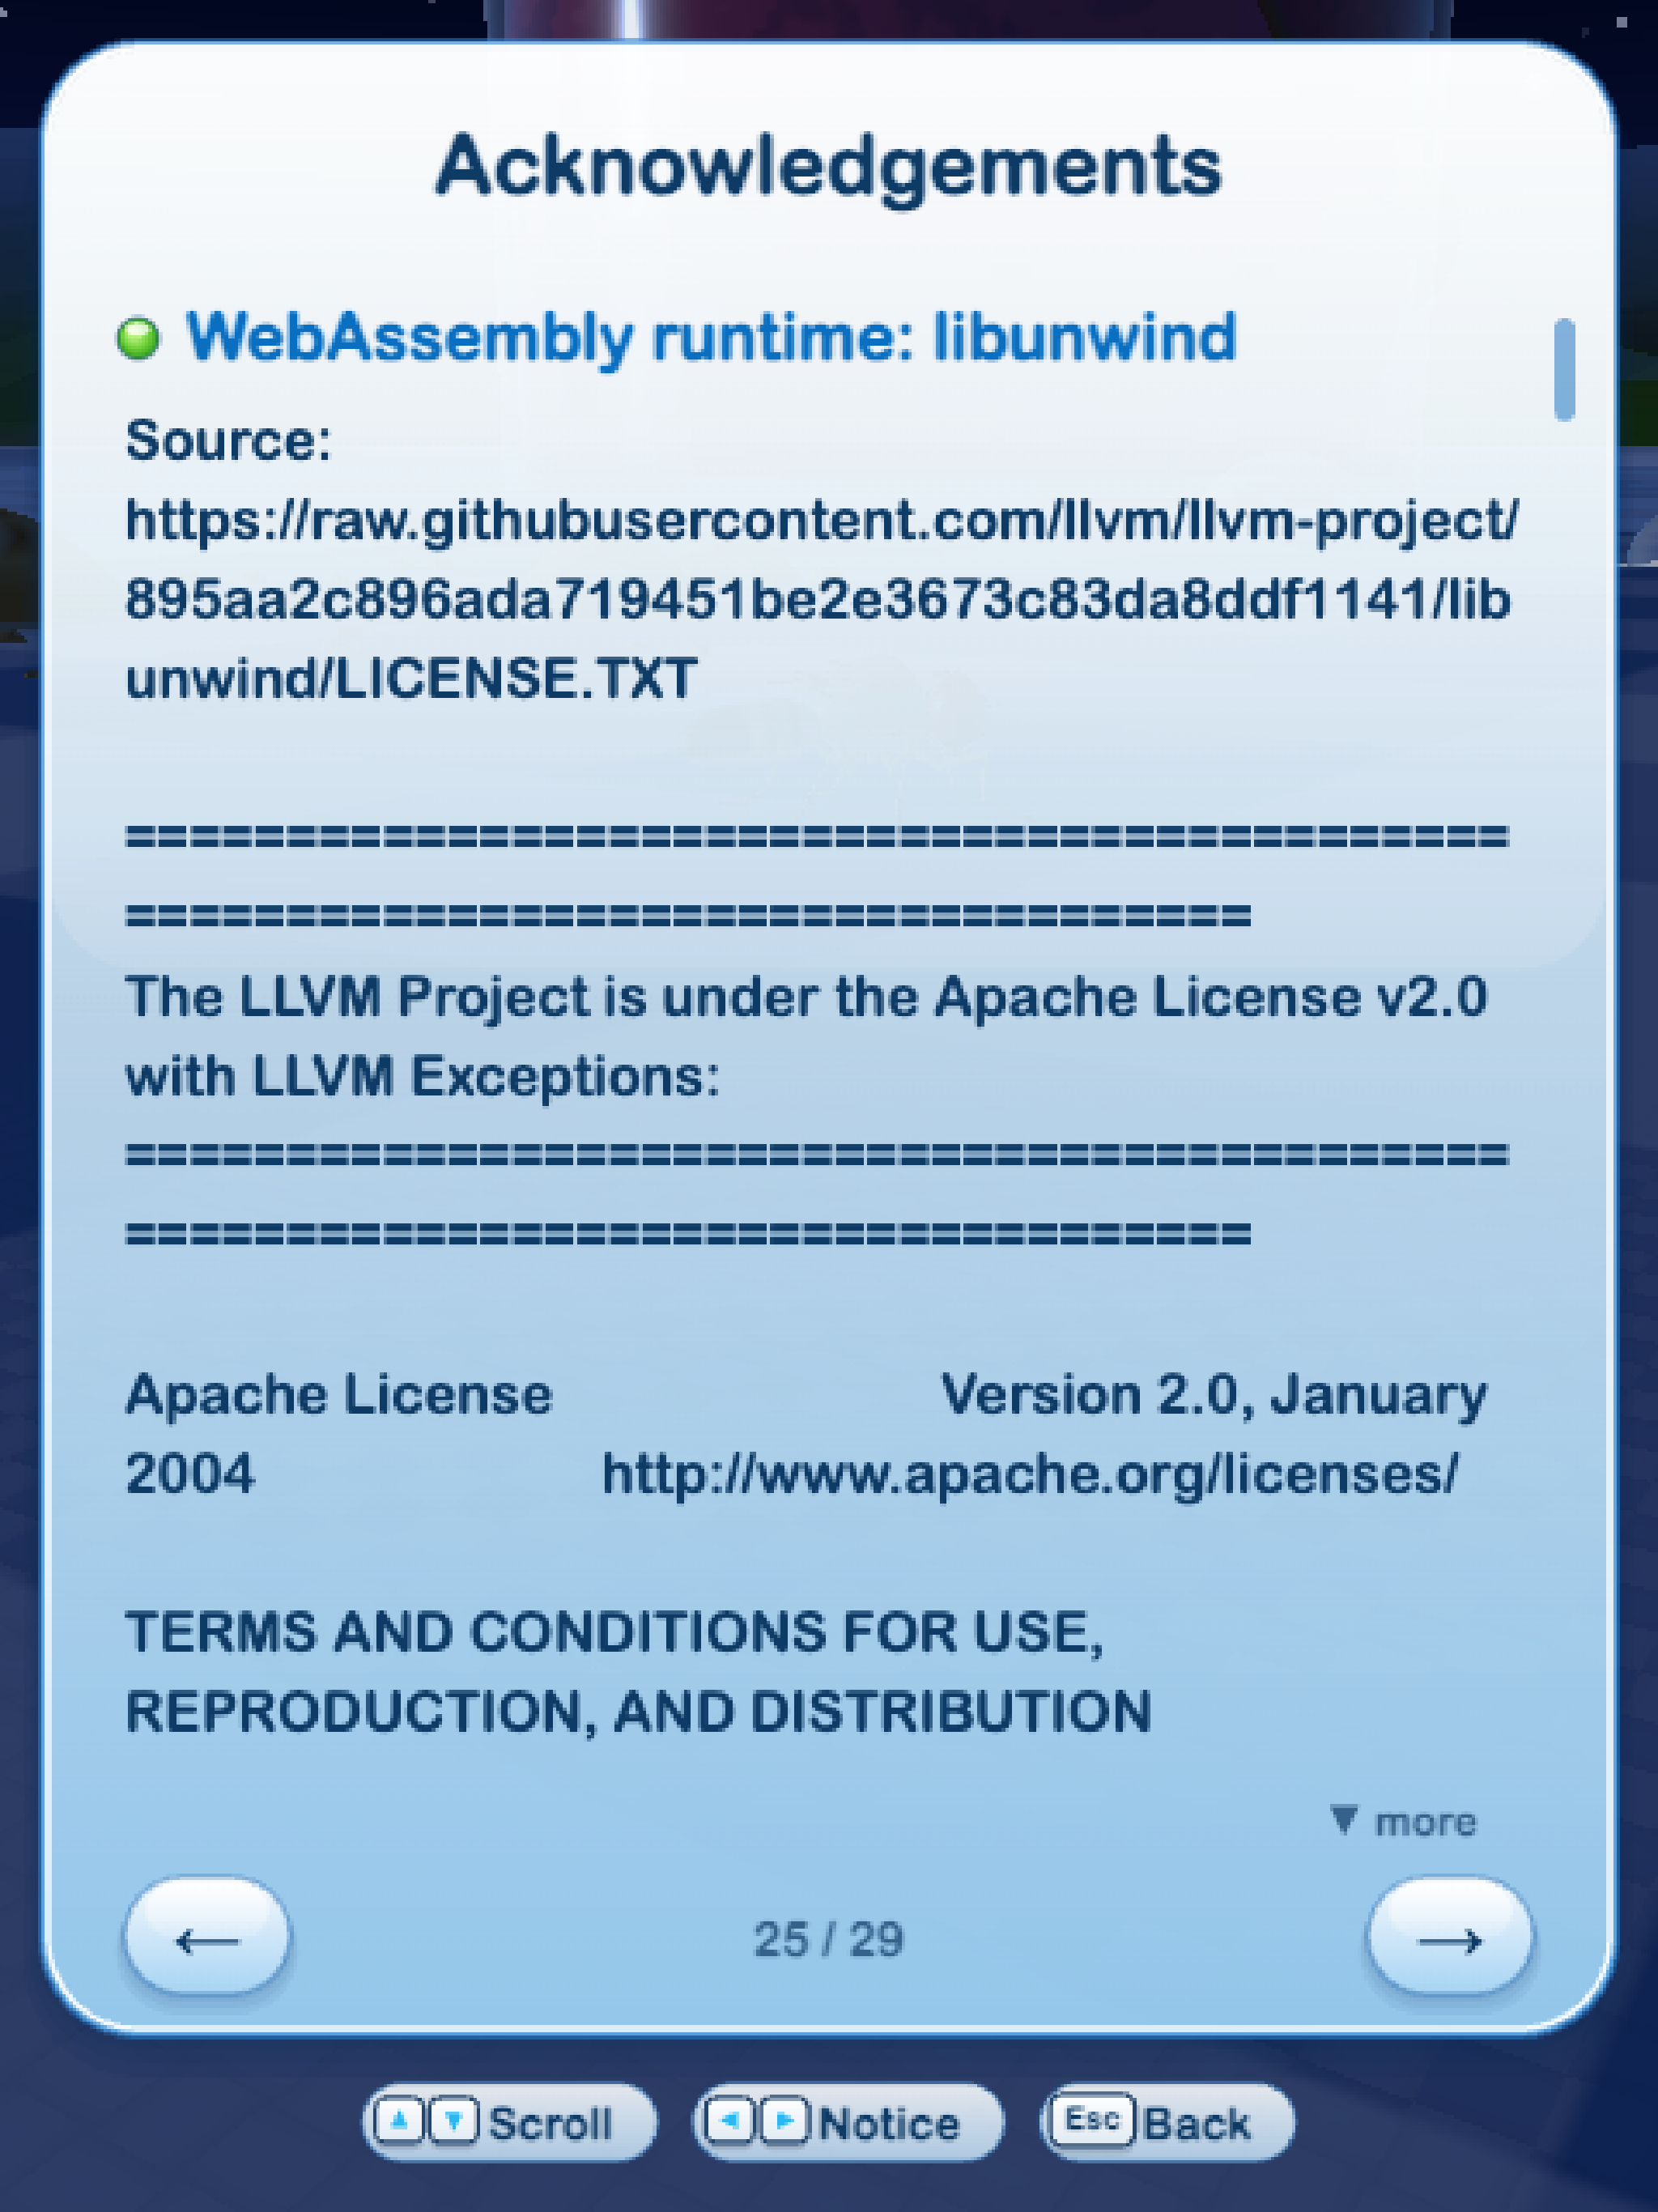 Acknowledgements
WebAssembly runtime: libunwind
Source:
https://raw.githubusercontent.com/llvm/llvm-project/
895aa2c896ada719451be2e3673c83da8ddf1141/lib
unwind/LICENSE.TXT
===========================================
===================================
The LLVM Project is under the Apache License v2.0
with LLVM Exceptions:
===========================================
===================================
Apache License Version 2.0, January
2004 http://www.apache.org/licenses/
TERMS AND CONDITIONS FOR USE,
REPRODUCTION, AND DISTRIBUTION
▼ more
← 25 / 29 →
▲ ▼ Scroll ◄ ► Notice Esc Back